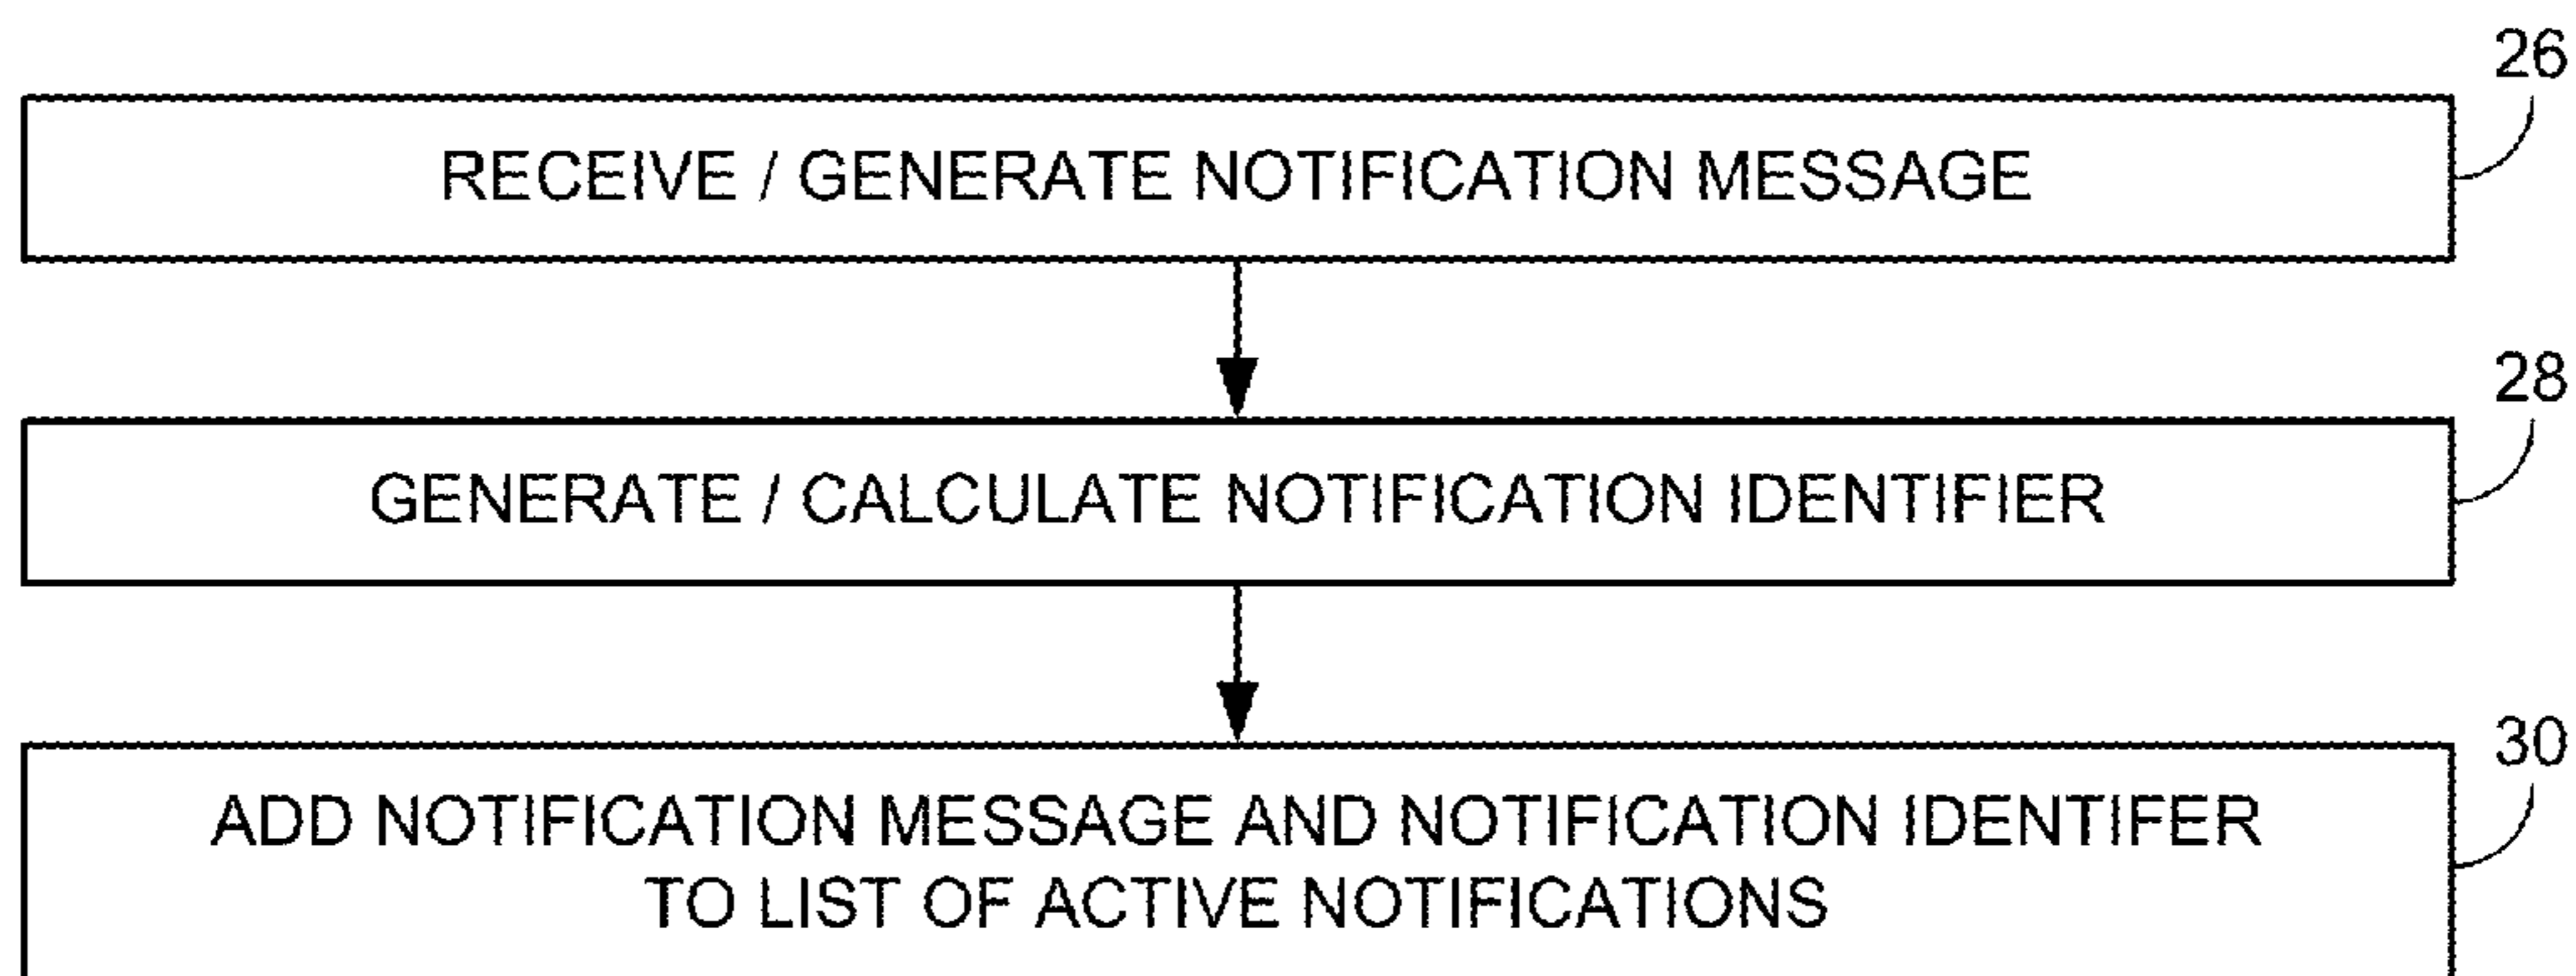 26
RECEIVE / GENERATE NOTIFICATION MESSAGE
28
GENERATE / CALCULATE NOTIFICATION IDENTIFIER
30
ADD NOTIFICATION MESSAGE AND NOTIFICATION IDENTIFER
TO LIST OF ACTIVE NOTIFICATIONS